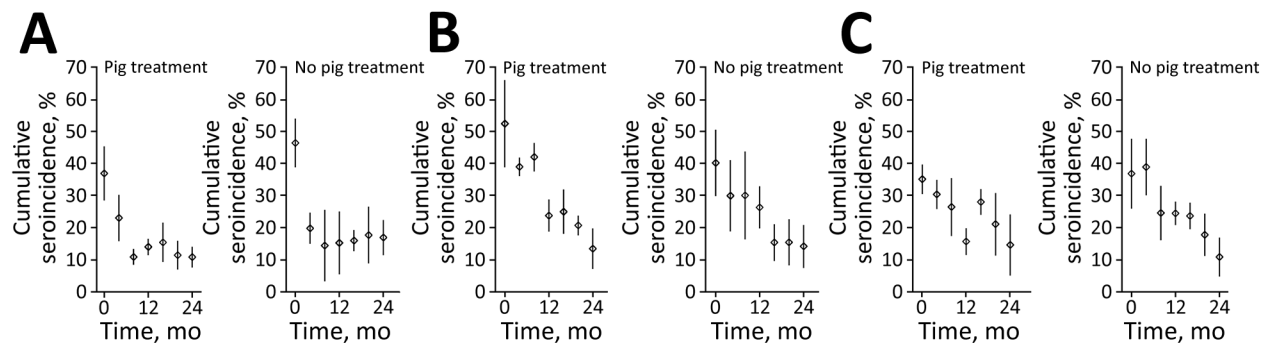 A
B
C
Pig treatment
No pig treatment
Pig treatment
No pig treatment
Pig treatment
No pig treatment
Cumulative
seroincidence, %
70
60
50
40
30
20
10
0
0 12 24
Time, mo
Cumulative
seroincidence, %
70
60
50
40
30
20
10
0
0 12 24
Time, mo
Cumulative
seroincidence, %
70
60
50
40
30
20
10
0
0 12 24
Time, mo
Cumulative
seroincidence, %
70
60
50
40
30
20
10
0
0 12 24
Time, mo
Cumulative
seroincidence, %
70
60
50
40
30
20
10
0
0 12 24
Time, mo
Cumulative
seroincidence, %
70
60
50
40
30
20
10
0
0 12 24
Time, mo